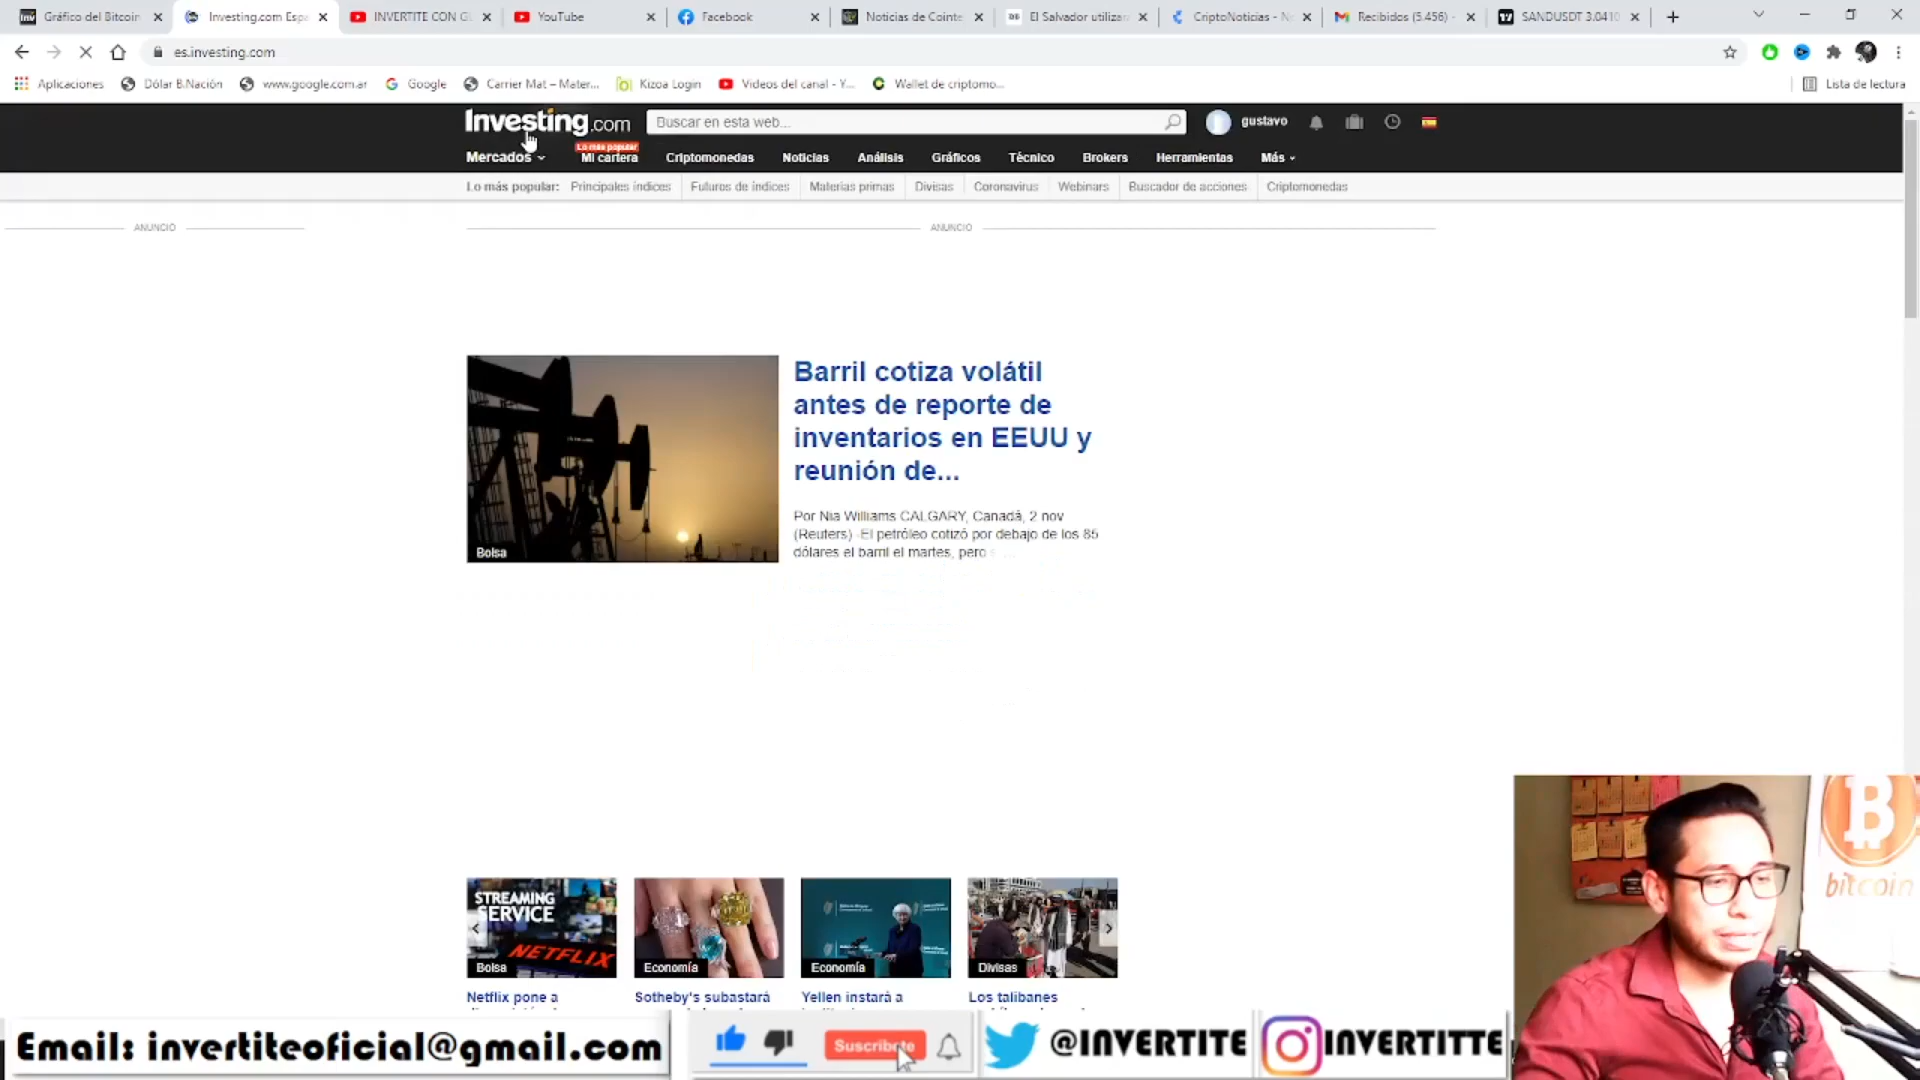 Gráfico del Bitcoin
Investing.com Espa
INVERTITE CON G
YouTube
Facebook
Noticias de Cointe
El Salvador utiliza
CriptoNoticias - N
Recibidos (5.456) -
SANDUSDT 3.0410
es.investing.com
Aplicaciones
Dólar B.Nación
www.google.com.ar
Google
Carrier Mat – Mater...
Kizoa Login
Videos del canal - Y...
Wallet de criptomo...
Lista de lectura
Investing.com
Buscar en esta web...
gustavo
Lo más popular
Mercados
Mi cartera
Criptomonedas
Noticias
Análisis
Gráficos
Técnico
Brokers
Herramientas
Más
Lo más popular:
Principales índices
Futuros de índices
Materias primas
Divisas
Coronavirus
Webinars
Buscador de acciones
Criptomonedas
ANUNCIO
ANUNCIO
Barril cotiza volátil
antes de reporte de
inventarios en EEUU y
reunión de...
Por Nia Williams CALGARY, Canadá, 2 nov
(Reuters) -El petróleo cotizó por debajo de los 85
dólares el barril el martes, pero
Bolsa
STREAMING
SERVICE
NETFLIX
Bolsa
Economía
Economía
Divisas
Netflix pone a
Sotheby's subastará
Yellen instará a
Los talibanes
bitcoin
Emails: invertiteoficial@gmail.com
Suscríbete
@INVERTITE
INVERTITTE